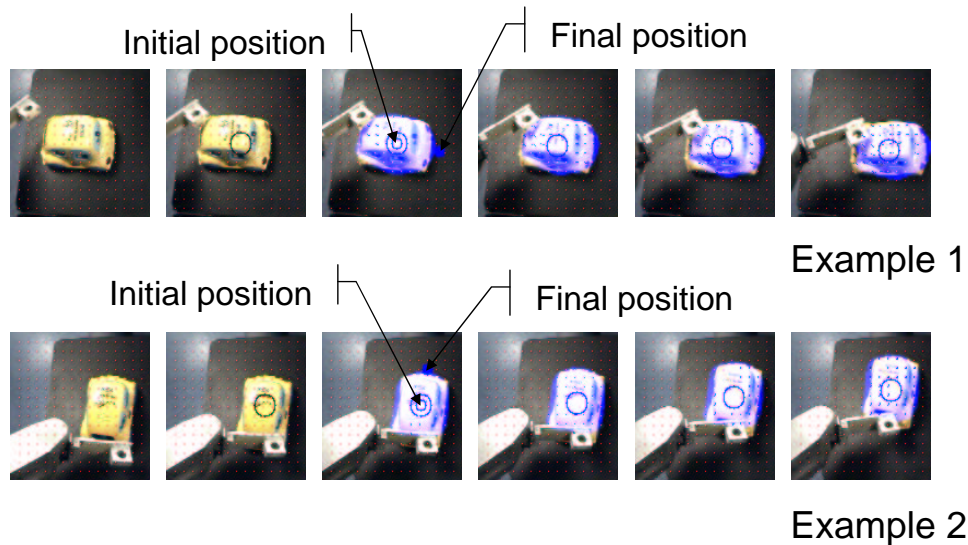 Initial position
Final position
Example 1
Initial position
Final position
Example 2